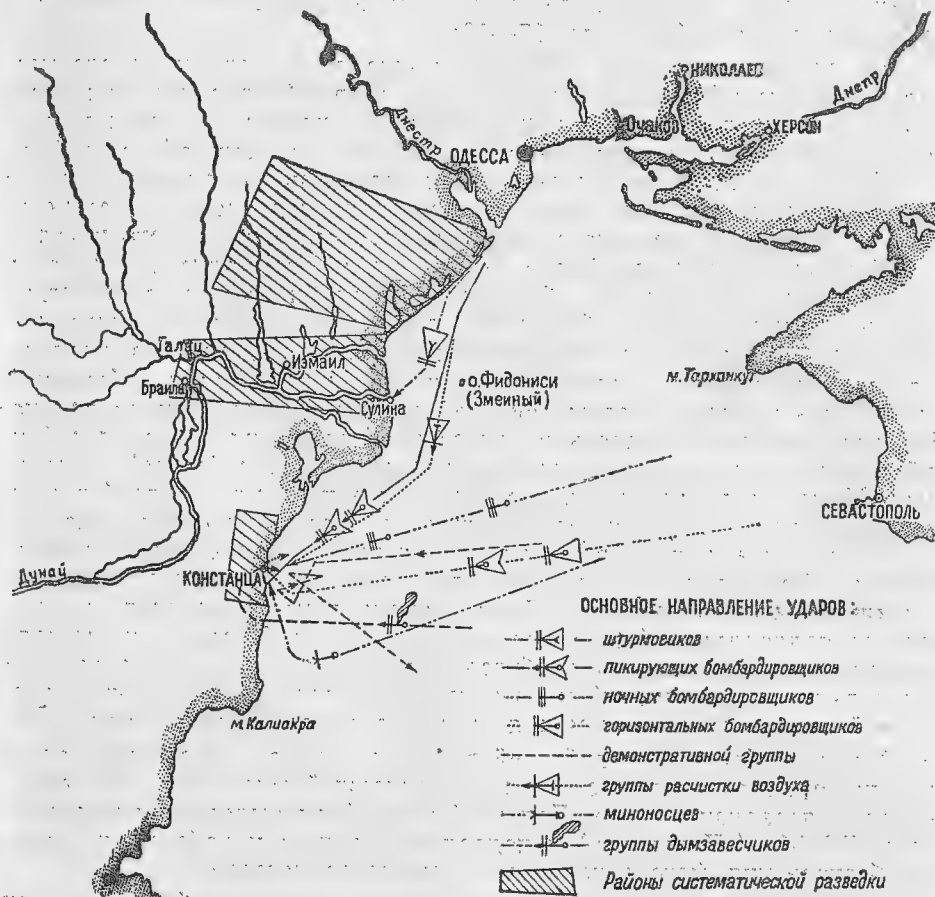 НИКОЛАЕВ
Днепр
Днестр
Очаков
ХЕРСОН
ОДЕССА
Галац
Измаил
Браила
Сулина
о. Фидониси
(Змеиный)
м. Тарханкут
СЕВАСТОПОЛЬ
Дунай
КОНСТАНЦА
м. Калиакра
ОСНОВНОЕ НАПРАВЛЕНИЕ УДАРОВ:
штурмовиков
пикирующих бомбардировщиков
ночных бомбардировщиков
горизонтальных бомбардировщиков
демонстративной группы
группы расчистки воздуха
миноносцев
группы дымзавесчиков
Районы систематической разведки